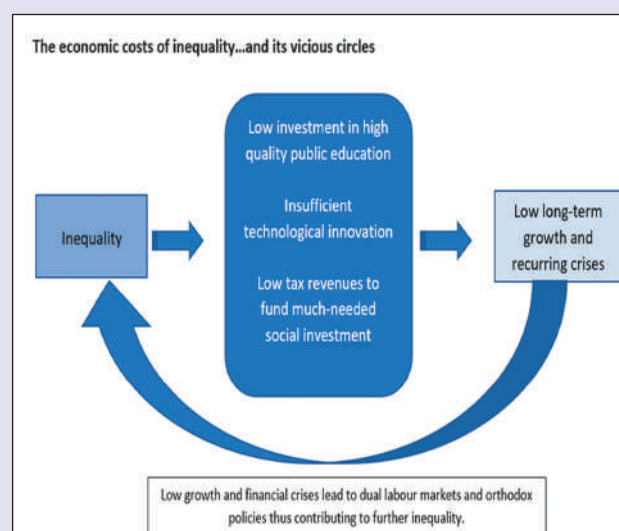 The economic costs of inequality...and its vicious circles
Low investment in high
quality public education
Insufficient
technological innovation
Low tax revenues to
fund much-needed
social investment
Inequality
Low long-term
growth and
recurring crises
Low growth and financial crises lead to dual labour markets and orthodox
policies thus contributing to further inequality.